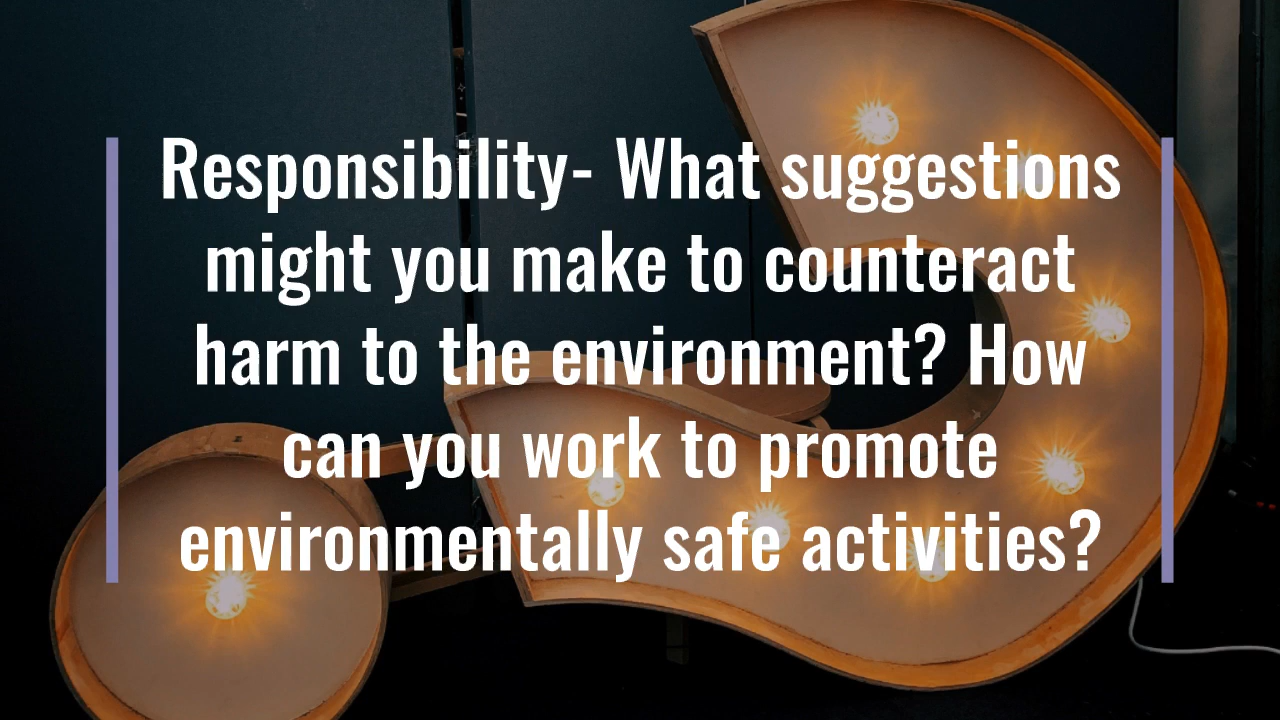 Responsibility- What suggestions
might you make to counteract
harm to the environment? How
can you work to promote
environmentally safe activities?